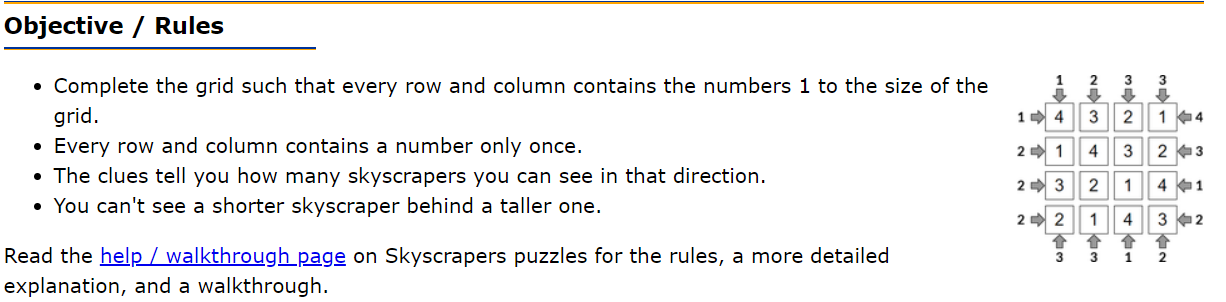 Objective / Rules
• Complete the grid such that every row and column contains the numbers 1 to the size of the
grid.
• Every row and column contains a number only once.
• The clues tell you how many skyscrapers you can see in that direction.
• You can't see a shorter skyscraper behind a taller one.
Read the help / walkthrough page on Skyscrapers puzzles for the rules, a more detailed
explanation, and a walkthrough.
1 2 3 3
1 4 3 2 1 4
2 1 4 3 2 3
2 3 2 1 4 1
2 2 1 4 3 2
3 3 1 2